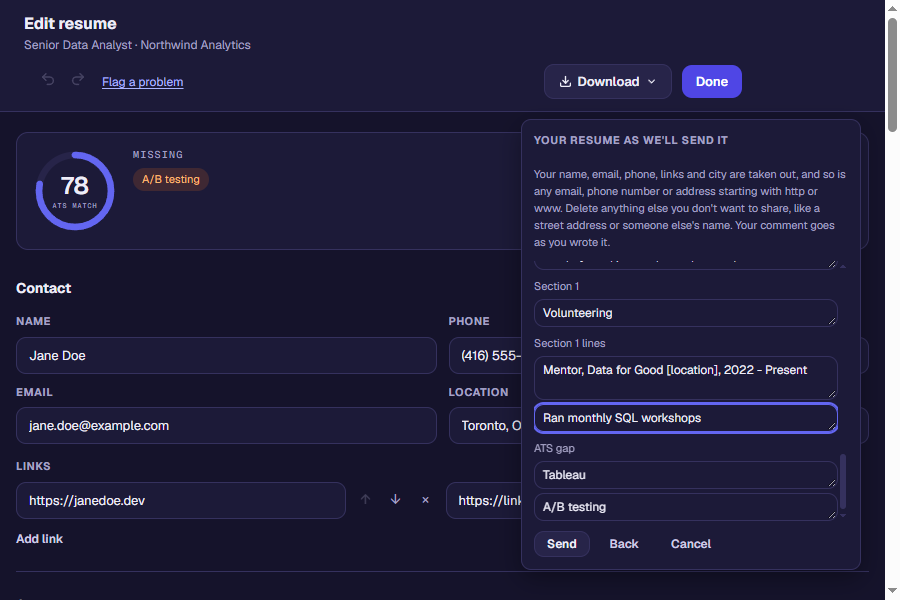 Edit resume
Senior Data Analyst · Northwind Analytics
Flag a problem
Download
Done
78
ATS MATCH
MISSING
A/B testing
YOUR RESUME AS WE'LL SEND IT
Your name, email, phone, links and city are taken out, and so is
any email, phone number or address starting with http or
www. Delete anything else you don't want to share, like a
street address or someone else's name. Your comment goes
as you wrote it.
Section 1
Volunteering
Section 1 lines
Mentor, Data for Good [location], 2022 - Present
Ran monthly SQL workshops
ATS gap
Tableau
A/B testing
Send
Back
Cancel
Contact
NAME
PHONE
Jane Doe
(416) 555-
EMAIL
LOCATION
jane.doe@example.com
Toronto, O
LINKS
https://janedoe.dev
https://link
Add link